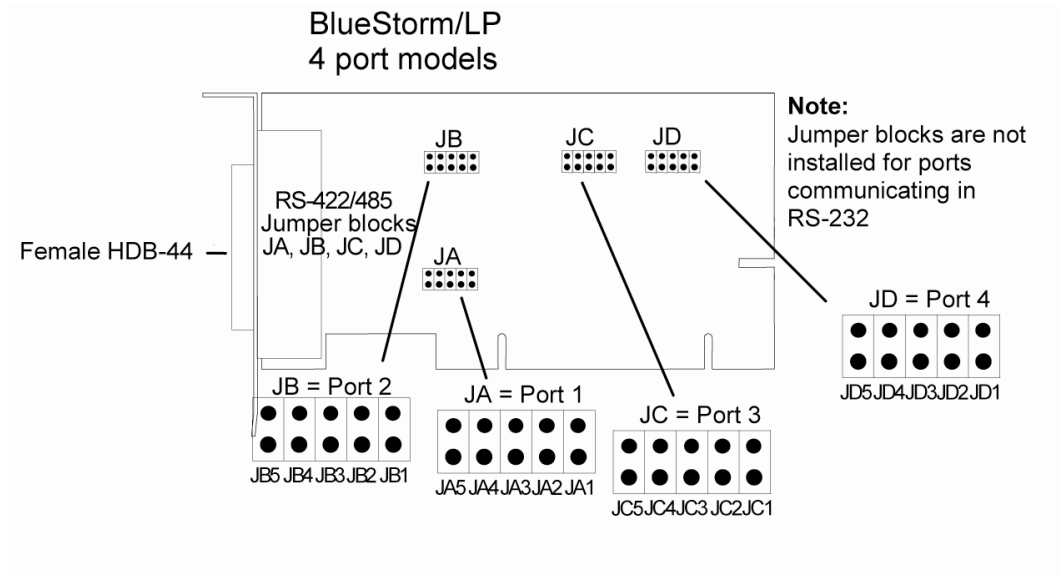 BlueStorm/LP
4 port models
Note:
Jumper blocks are not
installed for ports
communicating in
RS-232
JB
JC
JD
RS-422/485
Jumper blocks
JA, JB, JC, JD
Female HDB-44
JA
JD = Port 4
JD5 JD4 JD3 JD2 JD1
JB = Port 2
JB5 JB4 JB3 JB2 JB1
JA = Port 1
JA5 JA4 JA3 JA2 JA1
JC = Port 3
JC5 JC4 JC3 JC2 JC1